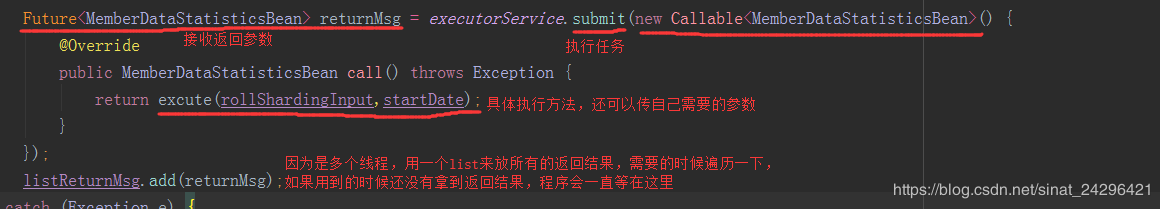 Future<MemberDataStatisticsBean> returnMsg = executorService.submit(new Callable<MemberDataStatisticsBean>() {
接收返回参数
执行任务
@Override
public MemberDataStatisticsBean call() throws Exception {
return excute(rollShardingInput,startDate);
具体执行方法，还可以传自己需要的参数
}
});
因为是多个线程，用一个list来放所有的返回结果，需要的时候遍历一下，
listReturnMsg.add(returnMsg);
如果用到的时候还没有拿到返回结果，程序会一直等在这里
https://blog.csdn.net/sinat_24296421
catch (Exception e) {